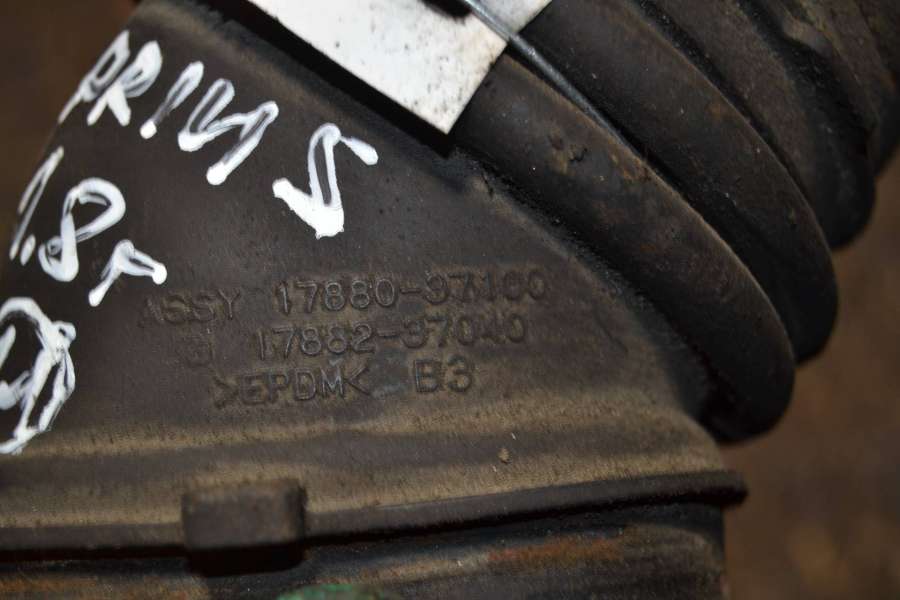 PRIUS
1.8
ASSY 17880-37100
17882-37040
>EPDM< B3